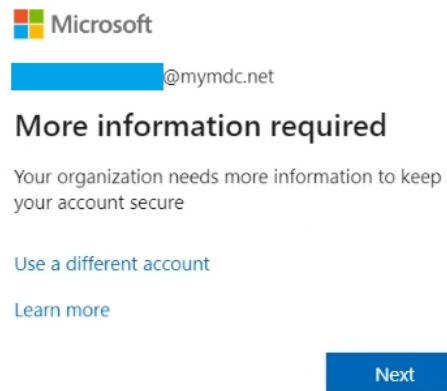 Microsoft
@mymdc.net
More information required
Your organization needs more information to keep
your account secure
Use a different account
Learn more
Next